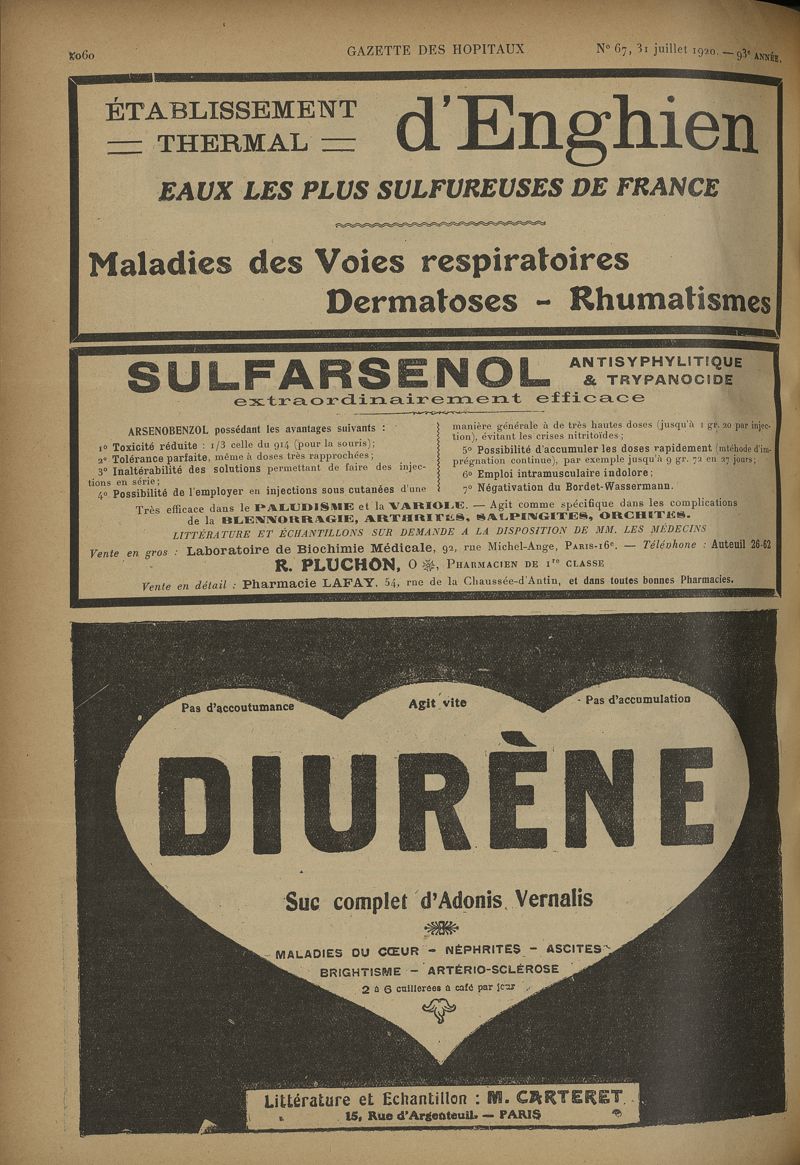 1060
GAZETTE DES HOPITAUX
N° 67, 31 juillet 1920. — 93e ANNÉE.
ÉTABLISSEMENT
THERMAL
d'Enghien
EAUX LES PLUS SULFUREUSES DE FRANCE
Maladies des Voies respiratoires
Dermatoses - Rhumatismes
SULFARSENOL
ANTISYPHYLITIQUE
& TRYPANOCIDE
extraordinairement efficace
ARSENOBENZOL possédant les avantages suivants :
1° Toxicité réduite : 1/3 celle du 914 (pour la souris);
2° Tolérance parfaite, même à doses très rapprochées;
3° Inaltérabilité des solutions permettant de faire des injec-
tions en série;
4° Possibilité de l'employer en injections sous cutanées d'une
manière générale à de très hautes doses (jusqu'à 1 gr. 20 par injec-
tion), évitant les crises nitritoïdes;
5° Possibilité d'accumuler les doses rapidement (mtéhode d'im-
prégnation continue), par exemple jusqu'à 9 gr. 72 en 27 jours;
6° Emploi intramusculaire indolore;
7° Négativation du Bordet-Wassermann.
Très efficace dans le PALUDISME et la VARIOLE. — Agit comme spécifique dans les complications
de la BLENNORRAGIE, ARTHRITES, SALPINGITES, ORCHITES.
LITTÉRATURE ET ÉCHANTILLONS SUR DEMANDE A LA DISPOSITION DE MM. LES MÉDECINS
Vente en gros : Laboratoire de Biochimie Médicale, 92, rue Michel-Ange, PARIS-16e. — Téléphone : Auteuil 26-62
R. PLUCHON, O ※, PHARMACIEN DE 1re CLASSE
Vente en détail : Pharmacie LAFAY, 54, rue de la Chaussée-d'Antin, et dans toutes bonnes Pharmacies.
Pas d'accoutumance
Agit vite
Pas d'accumulation
DIURÈNE
Suc complet d'Adonis Vernalis
MALADIES DU CŒUR - NÉPHRITES - ASCITES
BRIGHTISME - ARTÉRIO-SCLÉROSE
2 à 6 cuillerées à café par jour
Littérature et Echantillon : M. CARTERET
15, Rue d'Argenteuil. — PARIS